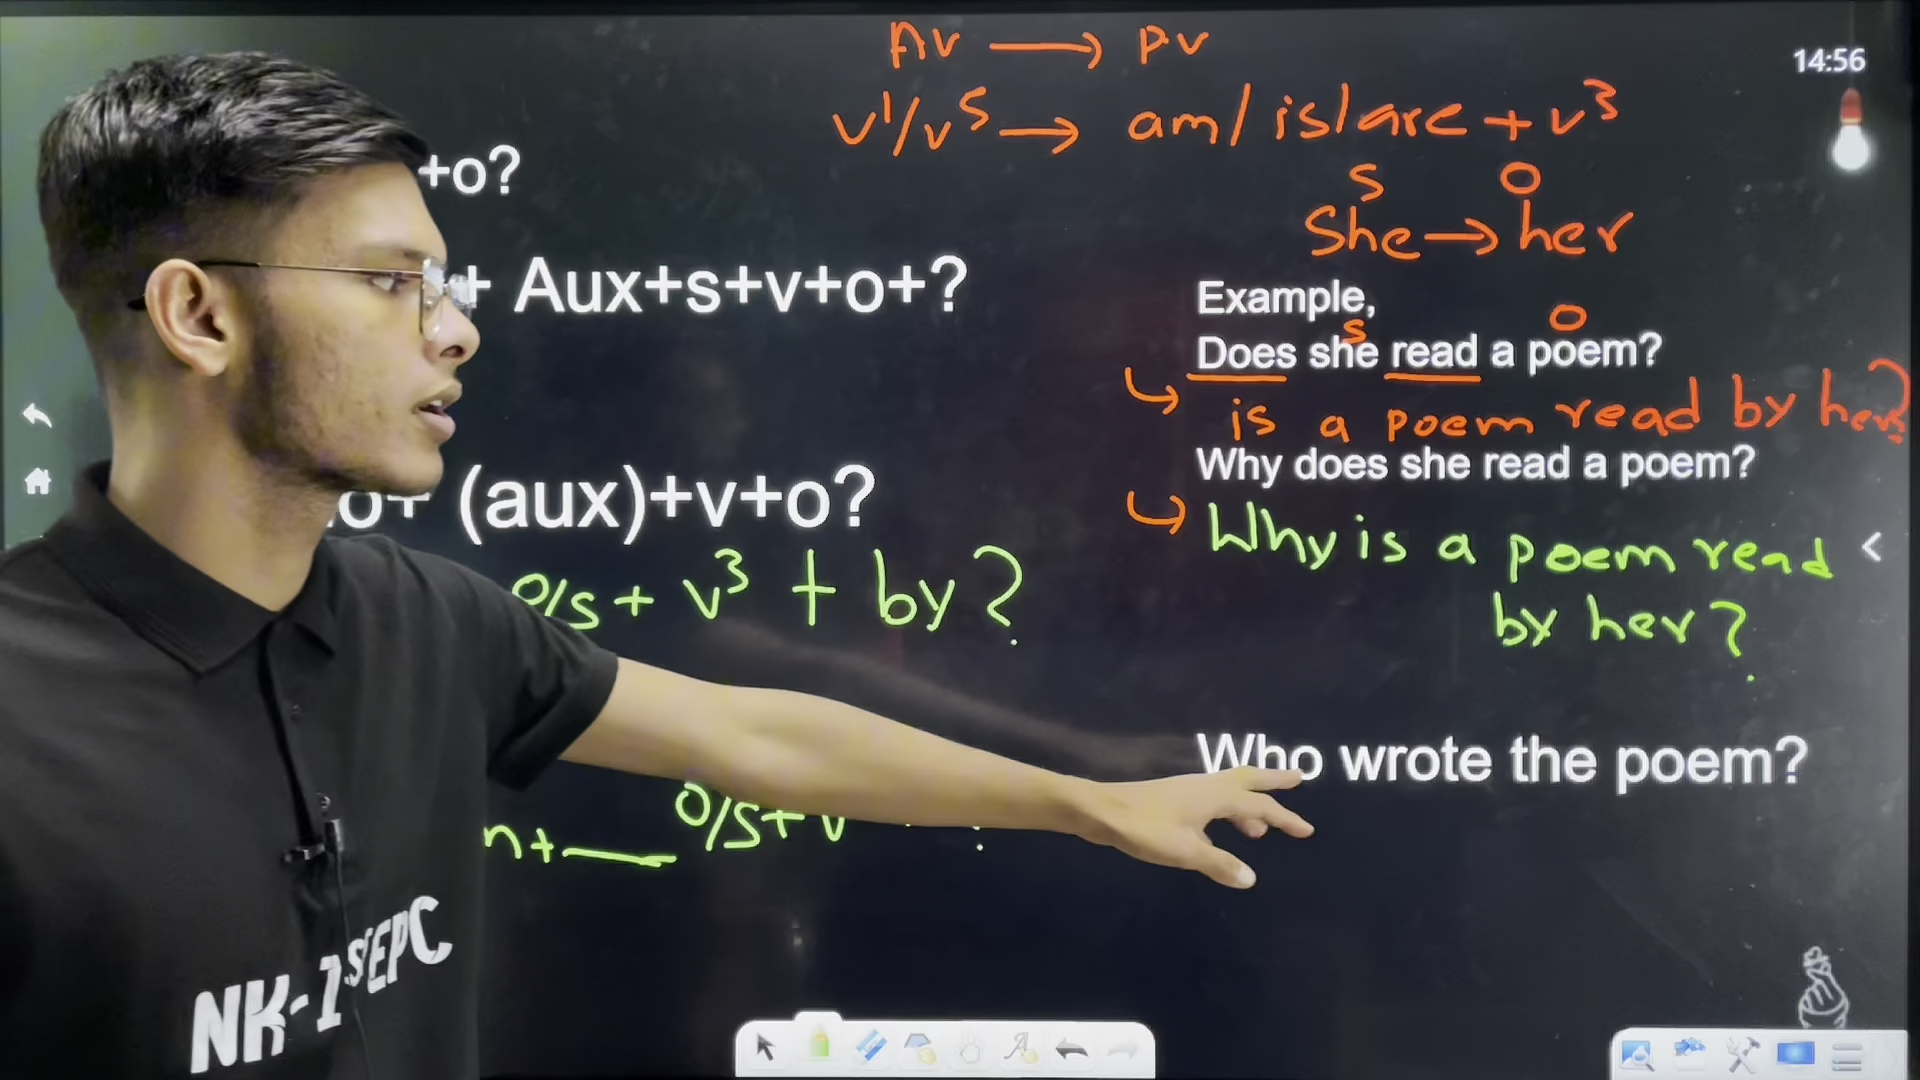 AV → PV
14:56
v1/v5 → am/is/are + v3
+o?
S O
She → her
+ Aux+s+v+o+?
Example,
S O
Does she read a poem?
is a poem read by her?
Why does she read a poem?
(aux)+v+o?
Why is a poem read
by her?
o/s + v3 + by?
Who wrote the poem?
n+ o/s+v
NK-1